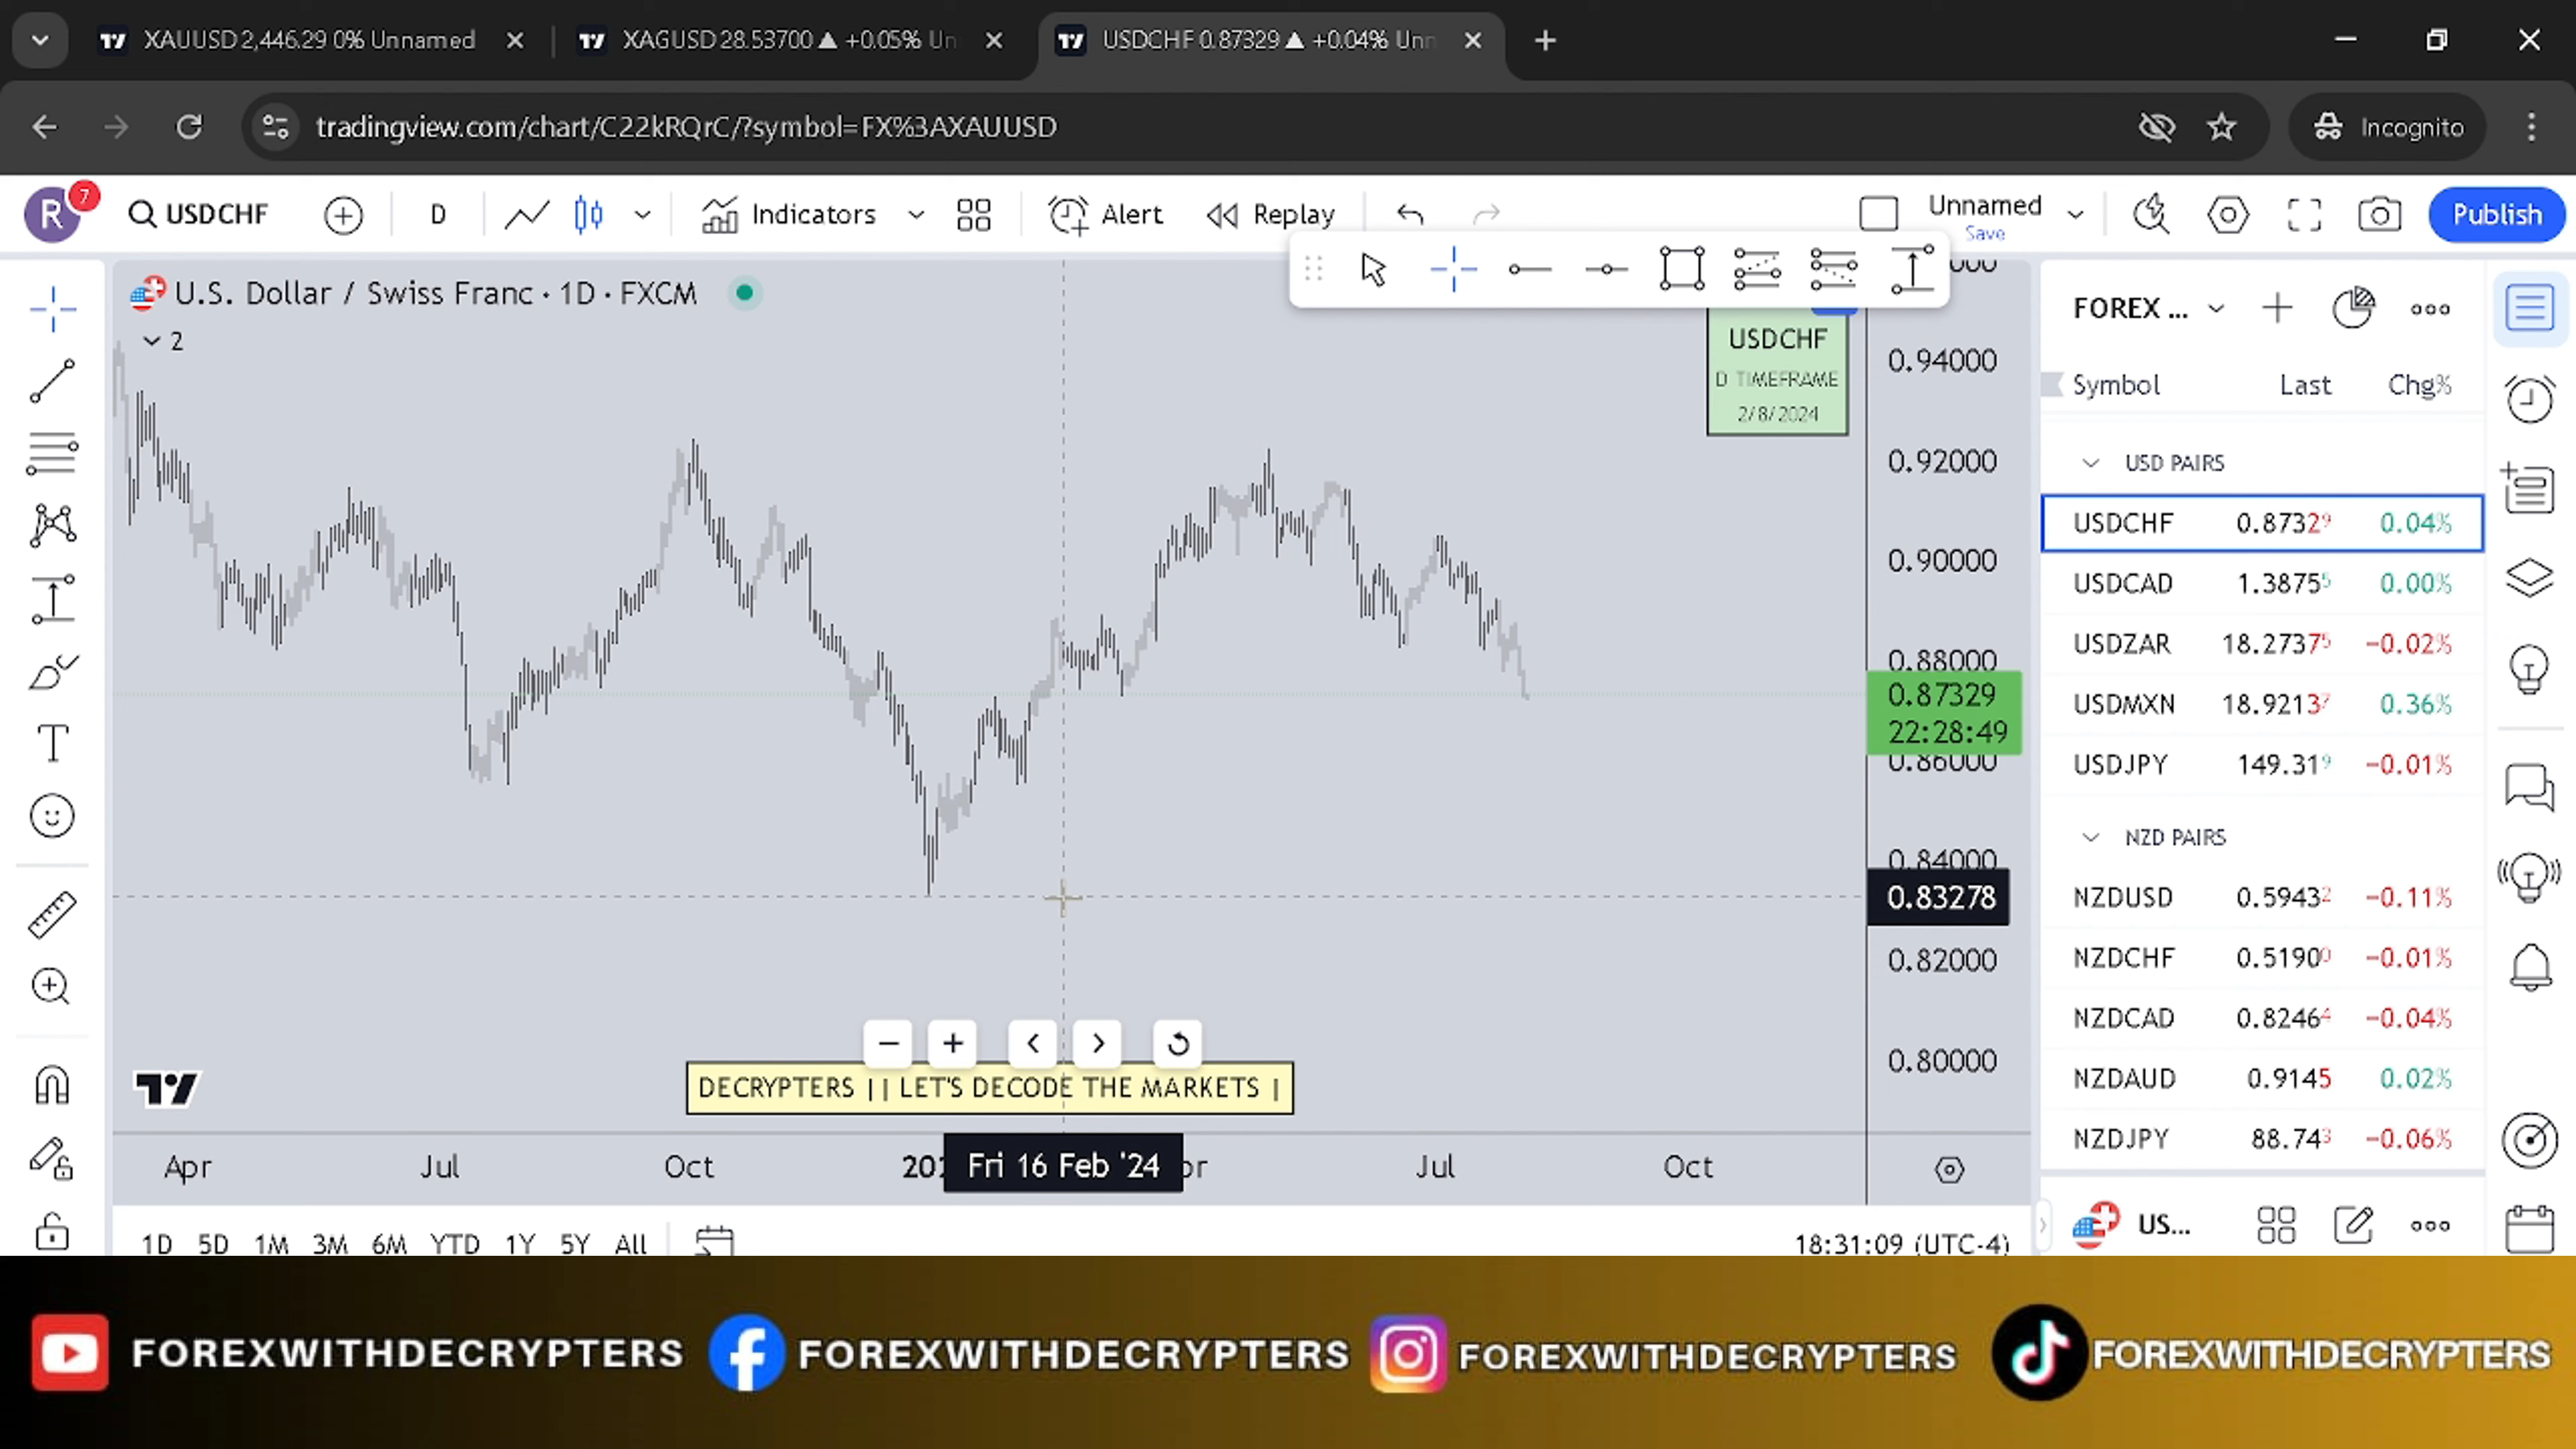 XAUUSD 2,446.29 0% Unnamed
XAGUSD 28.53700 ▲ +0.05% Un
USDCHF 0.87329 ▲ +0.04% Unn
tradingview.com/chart/C22kRQrC/?symbol=FX%3AXAUUSD
Incognito
R 7
USDCHF
D
Indicators
Alert
Replay
Unnamed
Save
Publish
U.S. Dollar / Swiss Franc · 1D · FXCM
2
USDCHF
D TIMEFRAME
2/8/2024
0.94000
0.92000
0.90000
0.88000
0.87329
22:28:49
0.86000
0.84000
0.83278
0.82000
0.80000
DECRYPTERS || LET'S DECODE THE MARKETS |
Apr
Jul
Oct
Fri 16 Feb '24
Jul
Oct
1D 5D 1M 3M 6M YTD 1Y 5Y All
18:31:09 (UTC-4)
FOREX ...
Symbol Last Chg%
USD PAIRS
USDCHF 0.87329 0.04%
USDCAD 1.38755 0.00%
USDZAR 18.27375 −0.02%
USDMXN 18.92137 0.36%
USDJPY 149.319 −0.01%
NZD PAIRS
NZDUSD 0.59432 −0.11%
NZDCHF 0.51900 −0.01%
NZDCAD 0.82464 −0.04%
NZDAUD 0.9145 0.02%
NZDJPY 88.743 −0.06%
US...
FOREXWITHDECRYPTERS
FOREXWITHDECRYPTERS
FOREXWITHDECRYPTERS
FOREXWITHDECRYPTERS